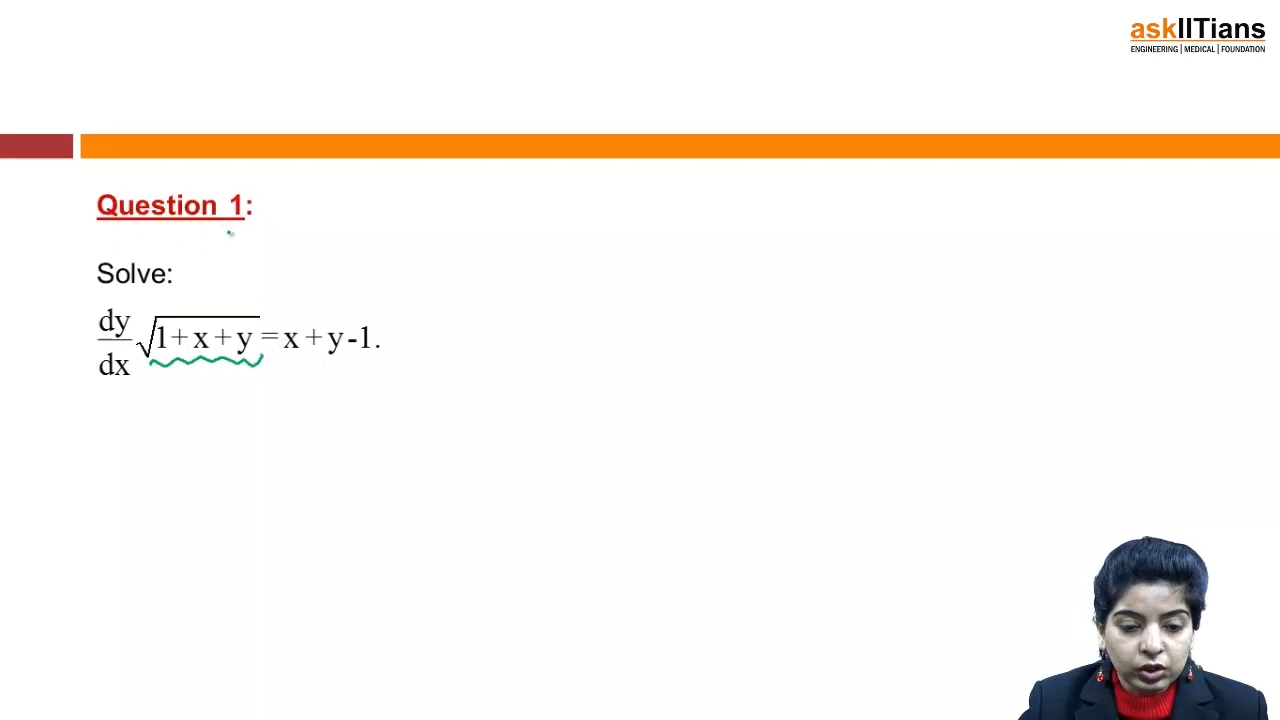 askIITians
ENGINEERING | MEDICAL | FOUNDATION
Question 1:
Solve:
dy/dx √(1+x+y) = x+y-1.